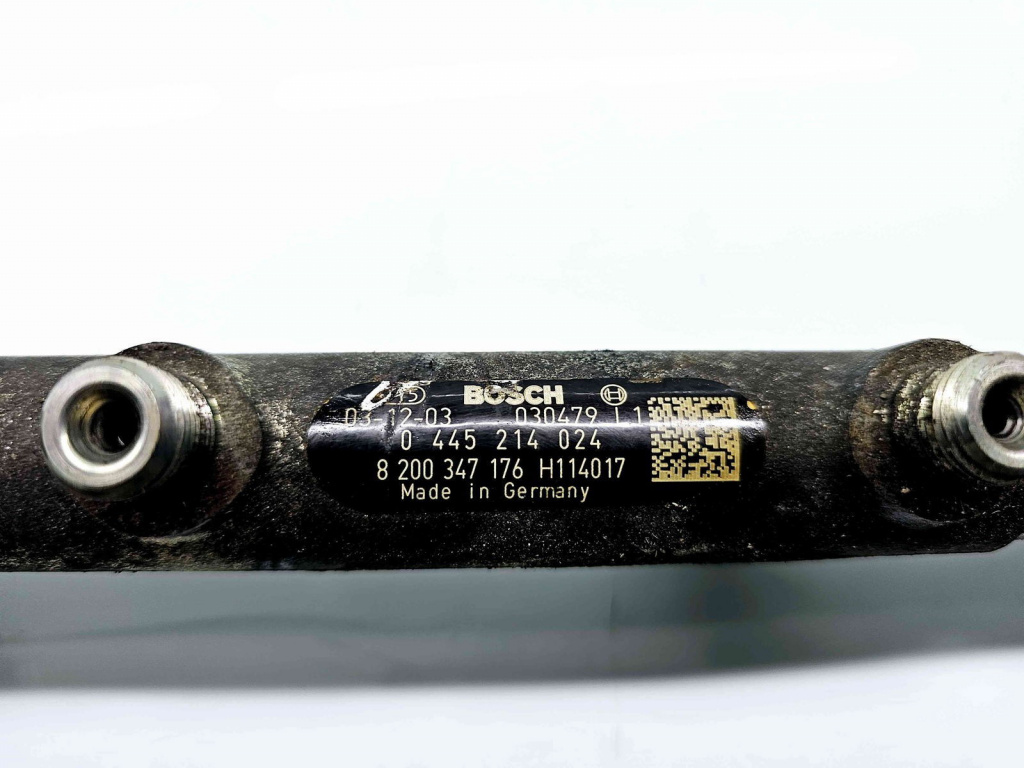 BOSCH
03-12-03 030479 L1
0 445 214 024
8 200 347 176 H114017
Made in Germany